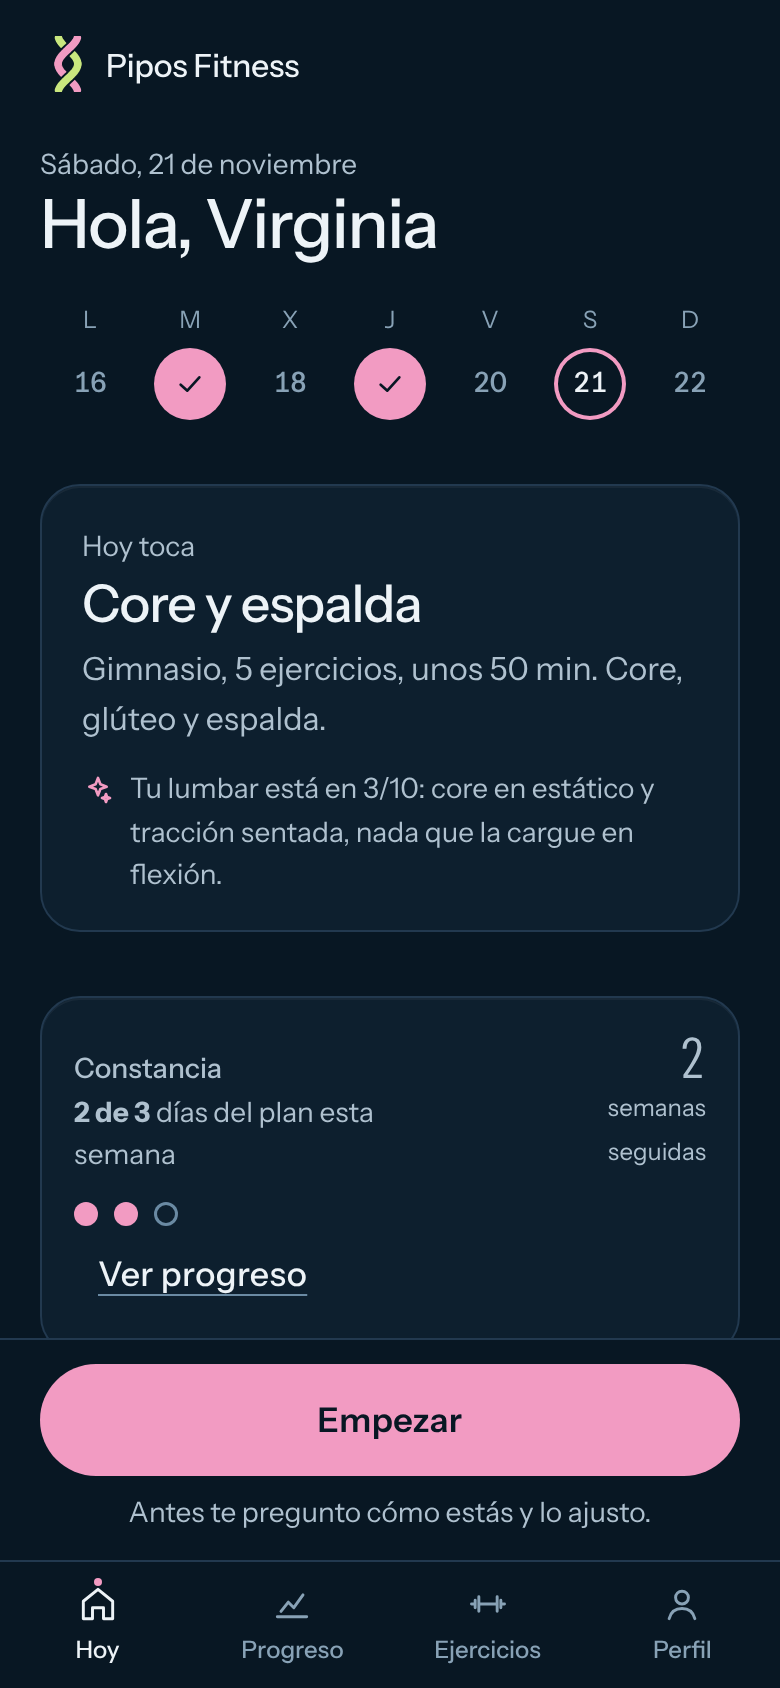 Pipos Fitness
Sábado, 21 de noviembre
Hola, Virginia
L M X J V S D
16 18 20 21 22
Hoy toca
Core y espalda
Gimnasio, 5 ejercicios, unos 50 min. Core,
glúteo y espalda.
Tu lumbar está en 3/10: core en estático y
tracción sentada, nada que la cargue en
flexión.
Constancia
2 de 3 días del plan esta
semana
2
semanas
seguidas
Ver progreso
Empezar
Antes te pregunto cómo estás y lo ajusto.
Hoy Progreso Ejercicios Perfil